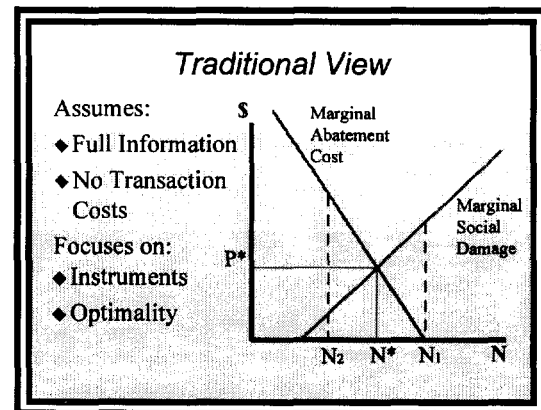 Traditional View
Assumes:
◆ Full Information
◆ No Transaction
Costs
Focuses on:
◆ Instruments
◆ Optimality
$
Marginal
Abatement
Cost
Marginal
Social
Damage
P*
N₂ N* N₁ N